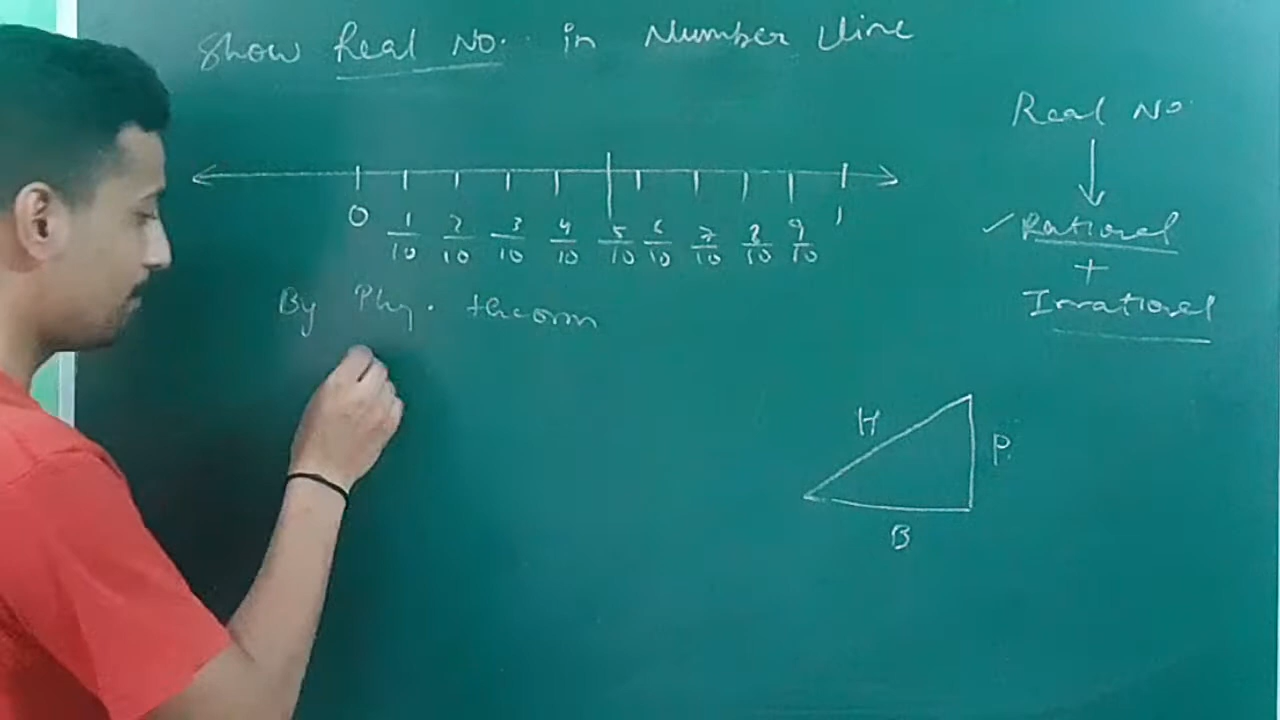 Show Real No. in Number Line
Real No.
0 1
1/10 2/10 3/10 4/10 5/10 6/10 7/10 8/10 9/10
Rational
+
Irrational
By Phy. theorm
H
P
B